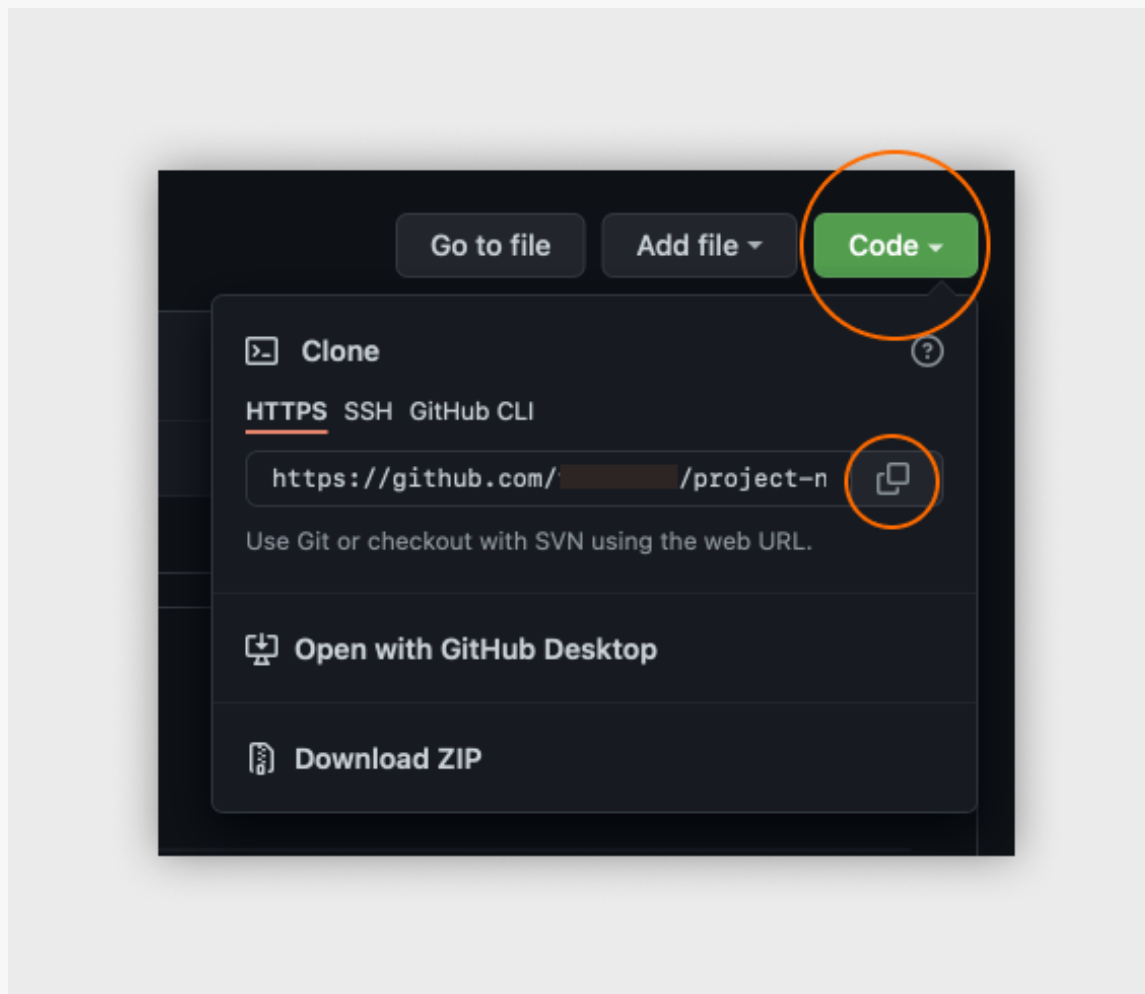 Go to file Add file Code
Clone
HTTPS SSH GitHub CLI
https://github.com/ /project-n
Use Git or checkout with SVN using the web URL.
Open with GitHub Desktop
Download ZIP